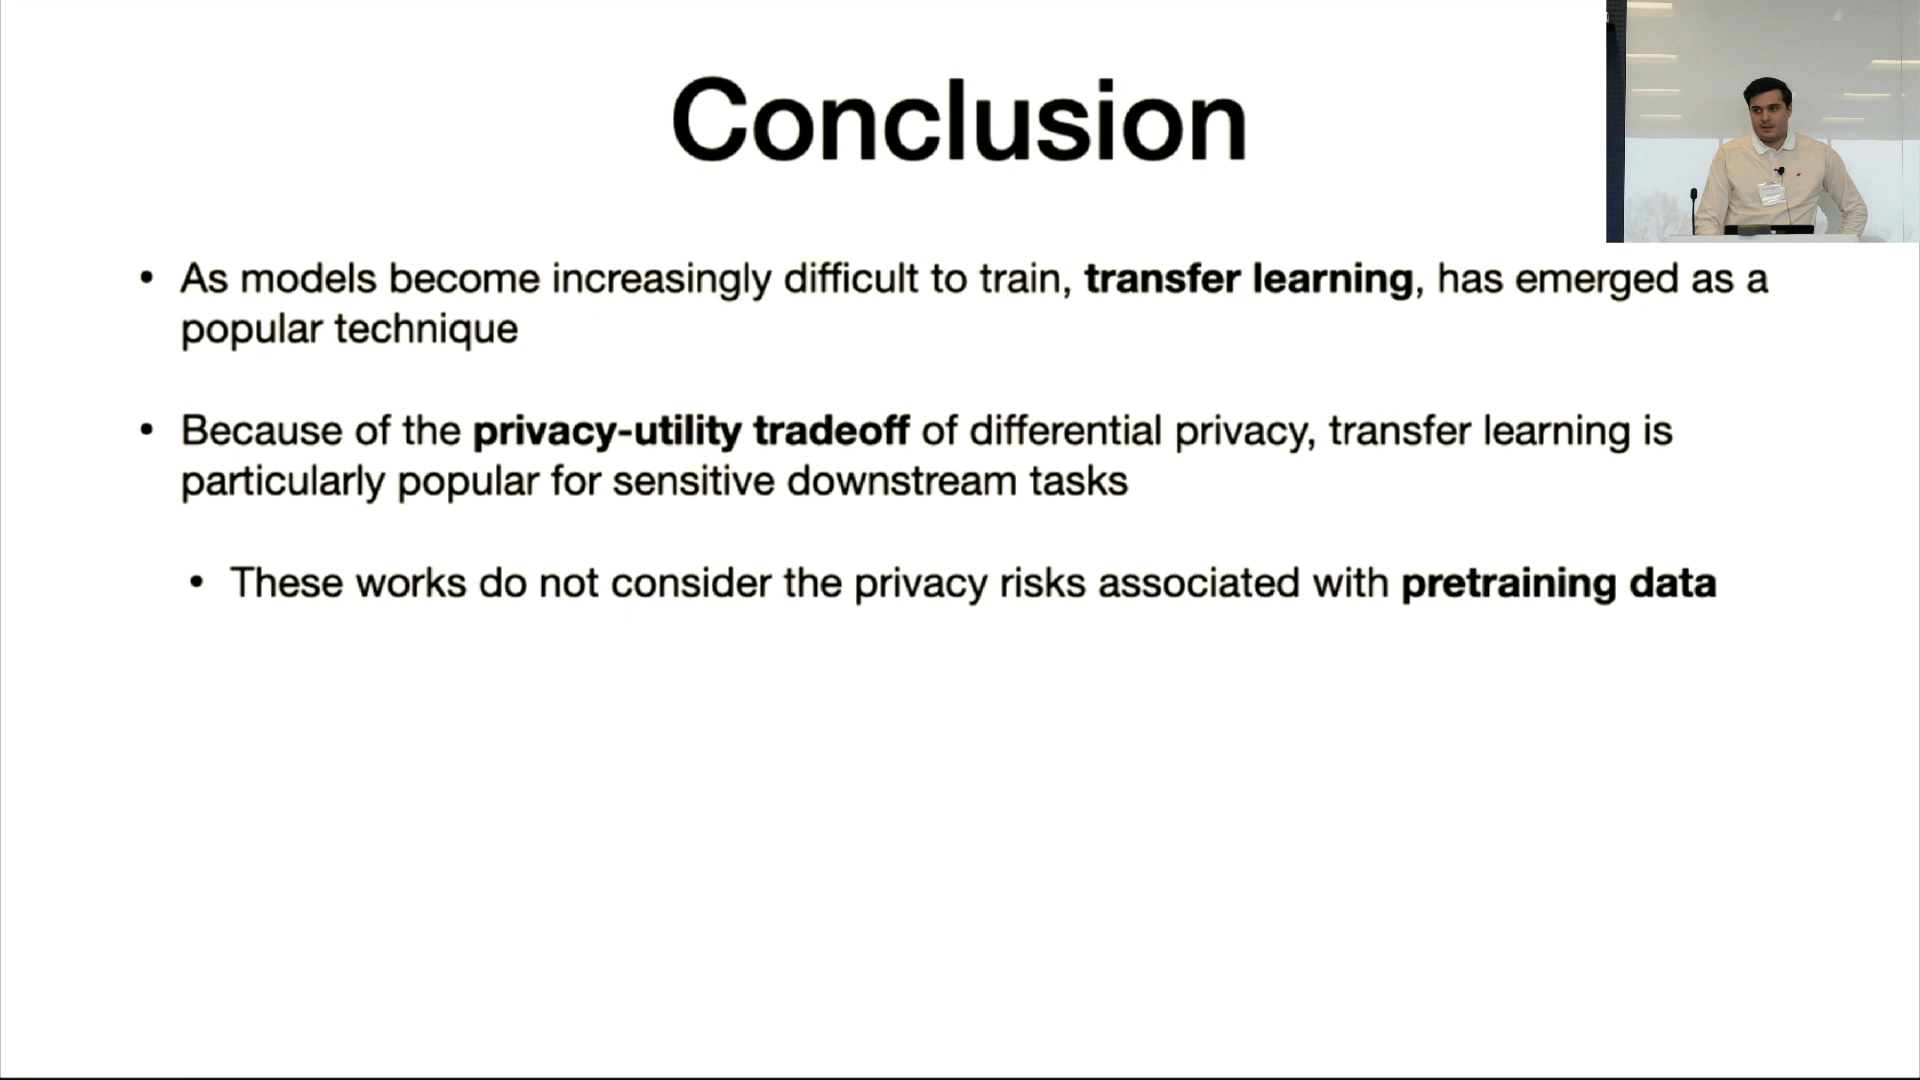 Conclusion
• As models become increasingly difficult to train, transfer learning, has emerged as a
popular technique
• Because of the privacy-utility tradeoff of differential privacy, transfer learning is
particularly popular for sensitive downstream tasks
• These works do not consider the privacy risks associated with pretraining data